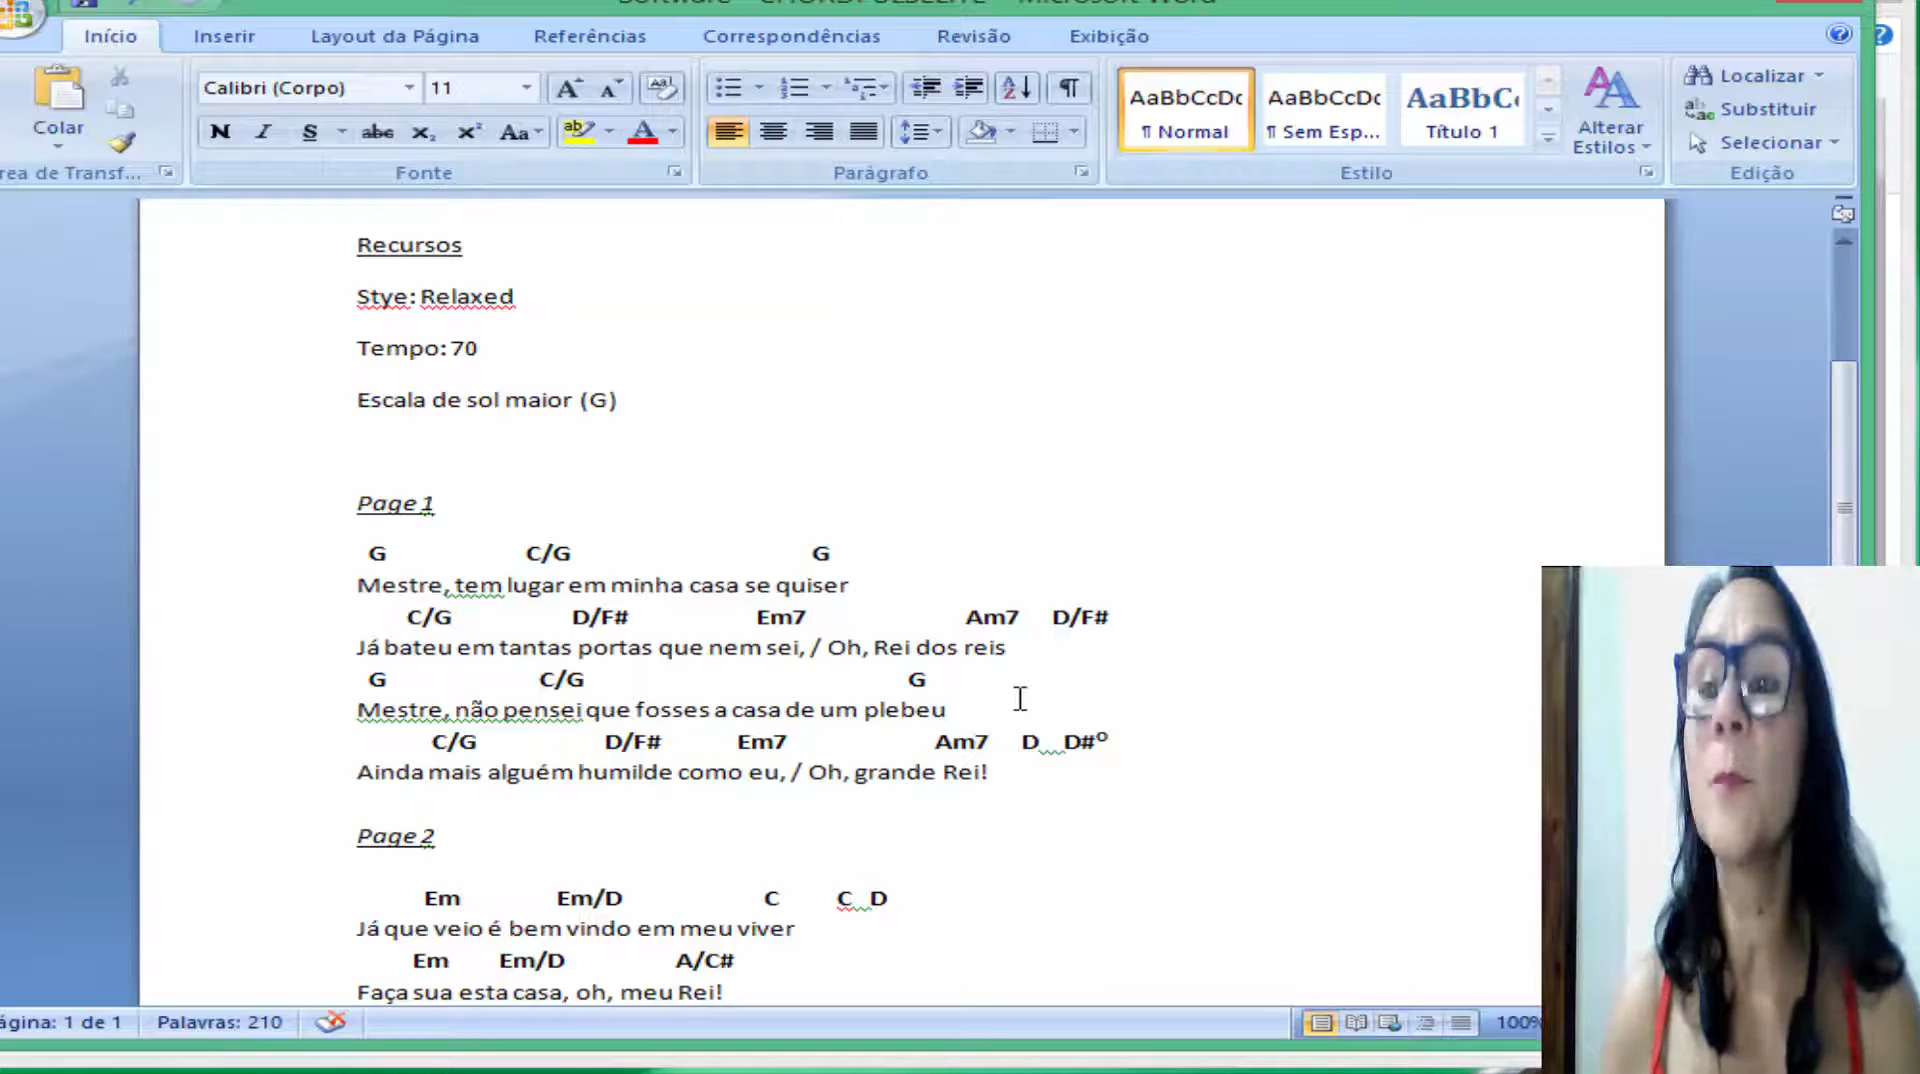 Início Inserir Layout da Página Referências Correspondências Revisão Exibição
Calibri (Corpo) 11
AaBbCcDc AaBbCcDc AaBbC
Localizar
Colar
N I S abc x₂ x² Aa
¶ Normal ¶ Sem Esp... Título 1
Alterar Estilos
Substituir
Selecionar
rea de Transf... Fonte Parágrafo Estilo Edição
Recursos
Stye: Relaxed
Tempo: 70
Escala de sol maior (G)
Page 1
G C/G G
Mestre, tem lugar em minha casa se quiser
C/G D/F# Em7 Am7 D/F#
Já bateu em tantas portas que nem sei, / Oh, Rei dos reis
G C/G G
Mestre, não pensei que fosses a casa de um plebeu
C/G D/F# Em7 Am7 D D#º
Ainda mais alguém humilde como eu, / Oh, grande Rei!
Page 2
Em Em/D C C D
Já que veio é bem vindo em meu viver
Em Em/D A/C#
Faça sua esta casa, oh, meu Rei!
ágina: 1 de 1 Palavras: 210 100%